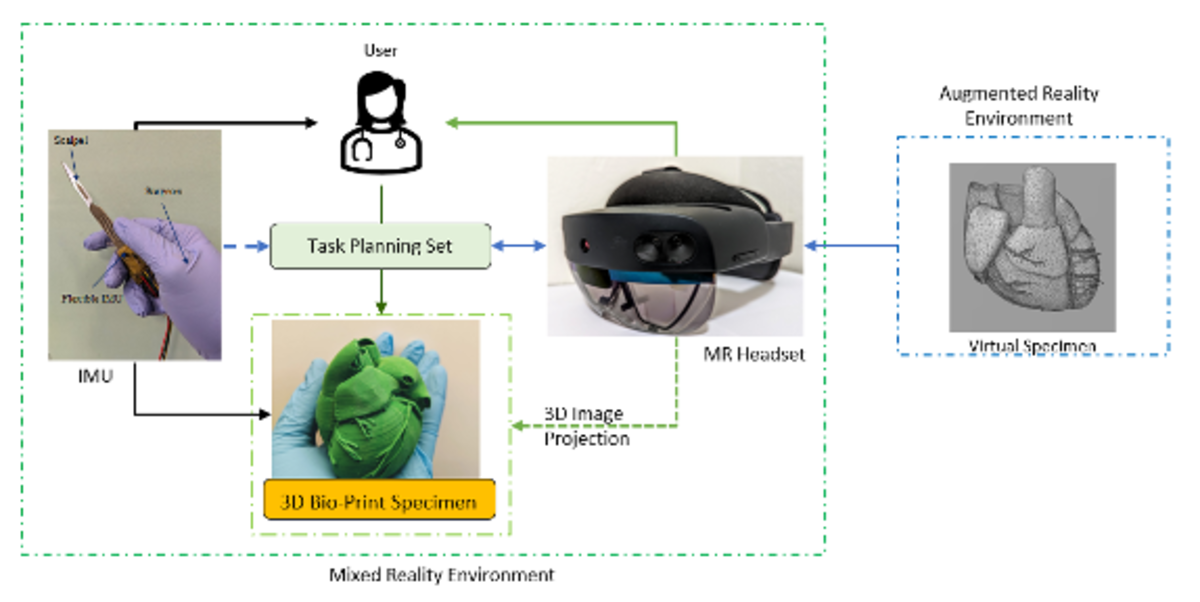 User
Augmented Reality
Environment
Scalpel
Task Planning Set
Flexible IMU
MR Headset
Virtual Specimen
IMU
3D Image
Projection
3D Bio-Print Specimen
Mixed Reality Environment